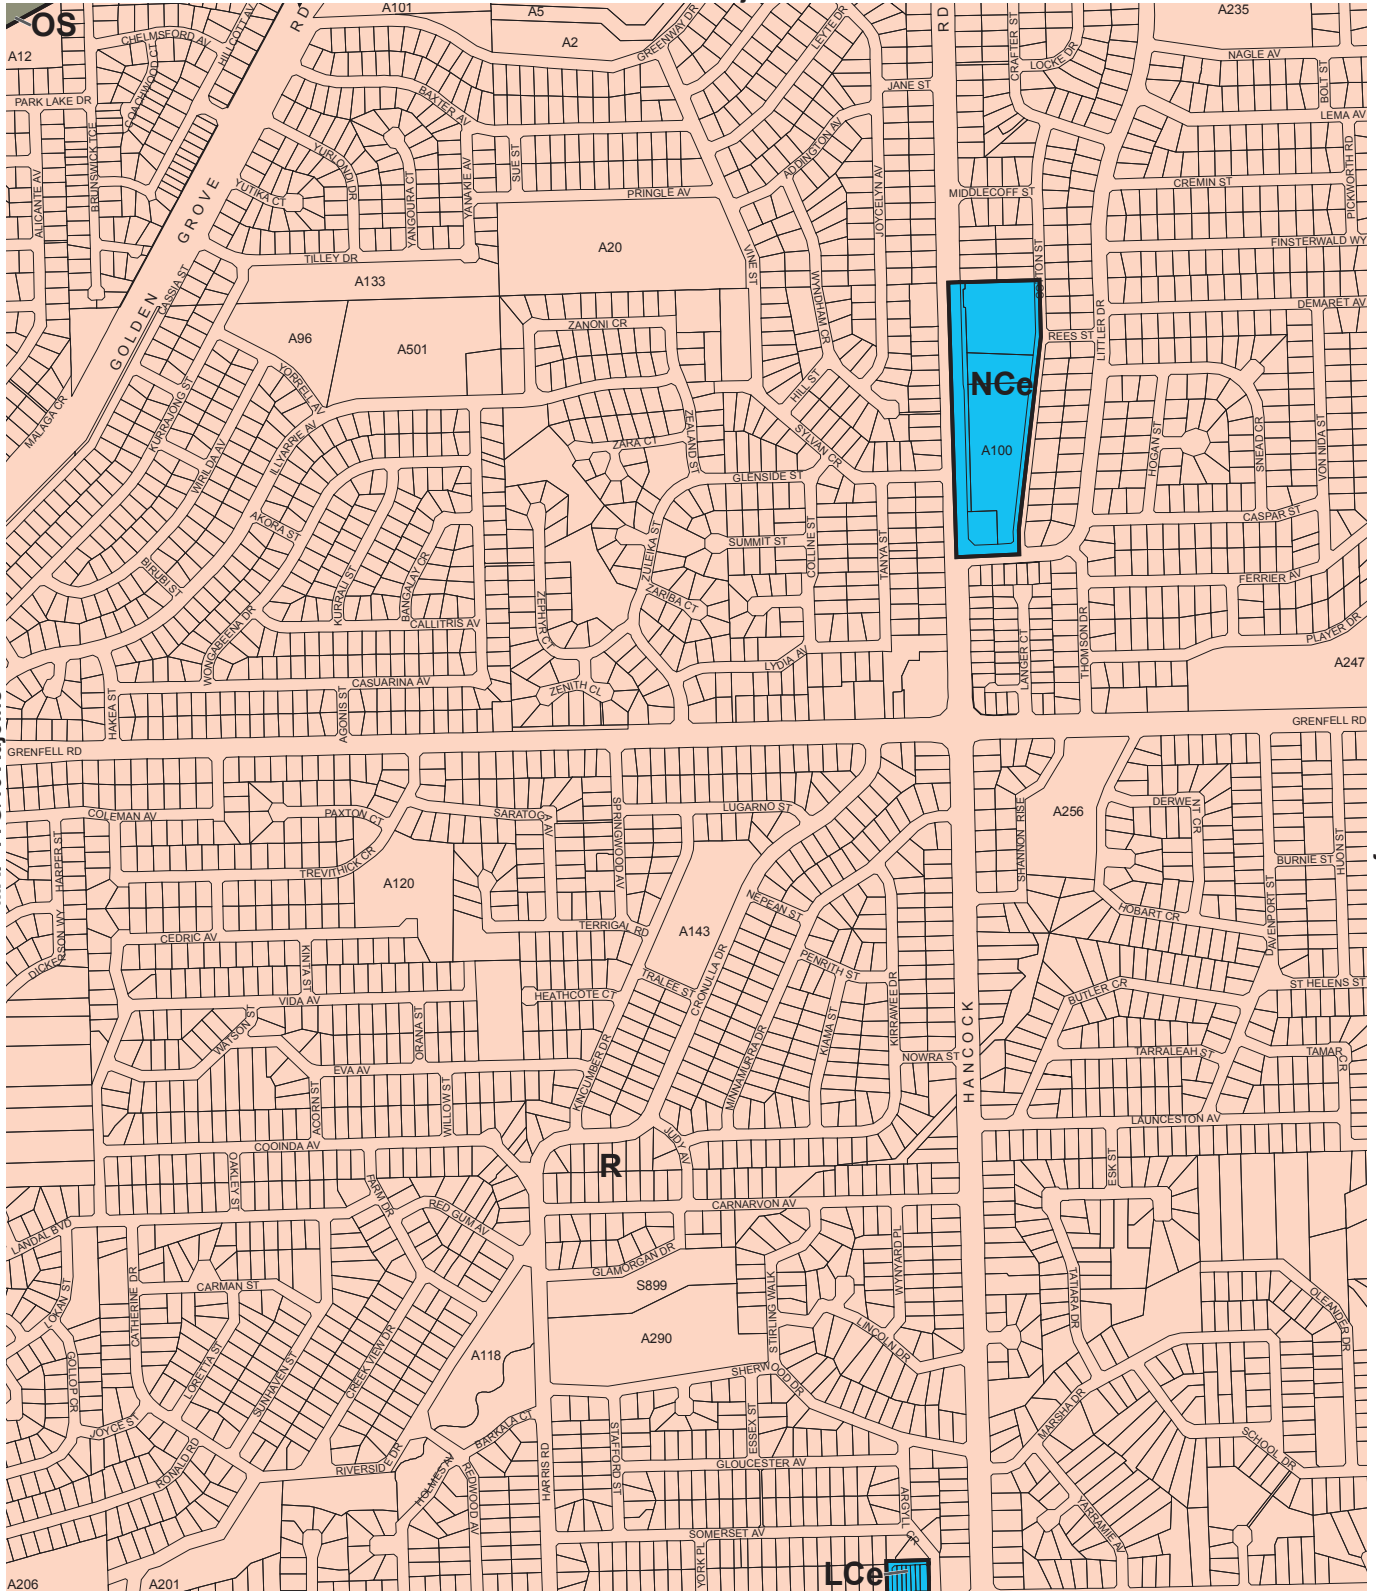 OS
A101
A5
A2
RD
RD
A235
A12
CHELMSFORD AV
HILLCOTT AV
COACHWOOD CT
GREENWAY DR
LEYTE DR
CRAFTER ST
LOCKE DR
NAGLE AV
BOLT ST
PARK LAKE DR
BAXTER AV
JANE ST
LEMA AV
BRUNSWICK TCE
ALICANTE AV
YURLONDI DR
YUTIKA CT
YANGOURA CT
YANAKIE AV
SUE ST
PRINGLE AV
ADDINGTON AV
JOYCELYN AV
MIDDLECOFF ST
CREMIN ST
PICKWORTH RD
GOLDEN GROVE
TILLEY DR
A20
VINE ST
WYNDHAM CR
FINSTERWALD WY
CASSIA ST
A133
DEMARET AV
LITTLER DR
REES ST
A96
A501
ZANONI CR
YORRELL AV
HILL ST
NCe
MALAGA CR
KURRAJONG ST
WIRILDA AV
ILLYARRIE AV
ZARA CT
ZEALAND ST
SYLVAN CR
A100
HOGAN ST
SNEAD CR
VON NIDA ST
GLENSIDE ST
AKORA ST
BIRUBI ST
KURRALI ST
BANGALAY CR
ZULEIKA ST
SUMMIT ST
COLLINE ST
TANYA ST
CASPAR ST
FERRIER AV
ZARIBA CT
ZEPHYR CT
WONGABEENA DR
CALLITRIS AV
LYDIA AV
LANGER CT
THOMSON DR
PLAYER DR
A247
HAKEA ST
AGONIS ST
CASUARINA AV
ZENITH CL
GRENFELL RD
GRENFELL RD
COLEMAN AV
PAXTON CT
SARATOGA AV
SPRINGWOOD AV
LUGARNO ST
SHANNON RISE
A256
DERWENT CR
HARPER ST
TREVITHICK CR
A120
BURNIE ST
HUON ST
NEPEAN ST
HOBART CR
DAVENPORT ST
DICKERSON WY
CEDRIC AV
KINTA ST
TERRIGAL RD
A143
CRONULLA DR
PENRITH ST
TRALEE ST
HEATHCOTE CT
VIDA AV
WATSON ST
ORANA ST
KIRRAWEE DR
KIAMA ST
MINNAMURRA DR
KINCUMBER DR
HANCOCK
BUTLER CR
ST HELENS ST
NOWRA ST
TARRALEAH ST
TAMAR CR
EVA AV
ACORN ST
WILLOW ST
LAUNCESTON AV
COOINDA AV
JUDY AV
R
OAKLEY ST
FARM DR
RED GUM AV
CARNARVON AV
ESK ST
LANDAL BLVD
GLAMORGAN DR
WYNYARD PL
LOKAN ST
CATHERINE DR
CARMAN ST
S899
STIRLING WALK
TATIARA DR
OLEANDER DR
A290
LINCOLN DR
GOLLOP CR
LORETTA ST
SUNHAVEN ST
CREEK VIEW DR
A118
SHERWOOD DR
JOYCE ST
BARKALA CT
ESSEX ST
MARSHA DR
SCHOOL DR
RONALD RD
RIVERSIDE DR
HOLMES AV
REDWOOD AV
HARRIS RD
STAFFORD ST
GLOUCESTER AV
ARGYLL CR
YARRAMIE AV
SOMERSET AV
YORK PL
LCe
A206
A201